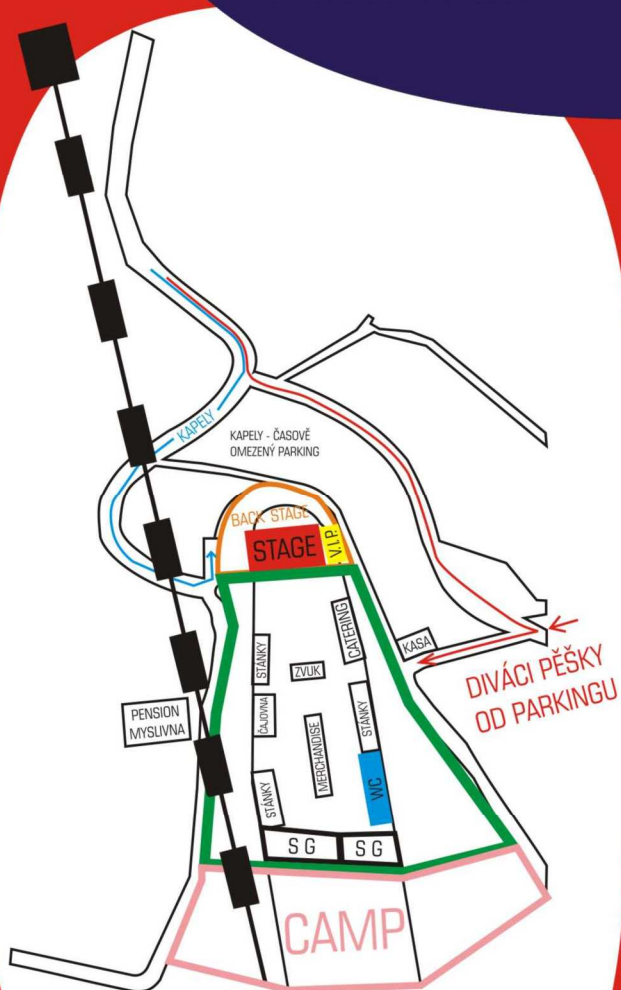 KAPELY
KAPELY - ČASOVĚ
OMEZENÝ PARKING
BACK STAGE
STAGE
V.I.P.
CATERING
KASA
STÁNKY
ZVUK
DIVÁCI PĚŠKY
OD PARKINGU
PENSION
MYSLIVNA
ČAJOVNA
STÁNKY
MERCHANDISE
STÁNKY
WC
S G
S G
CAMP